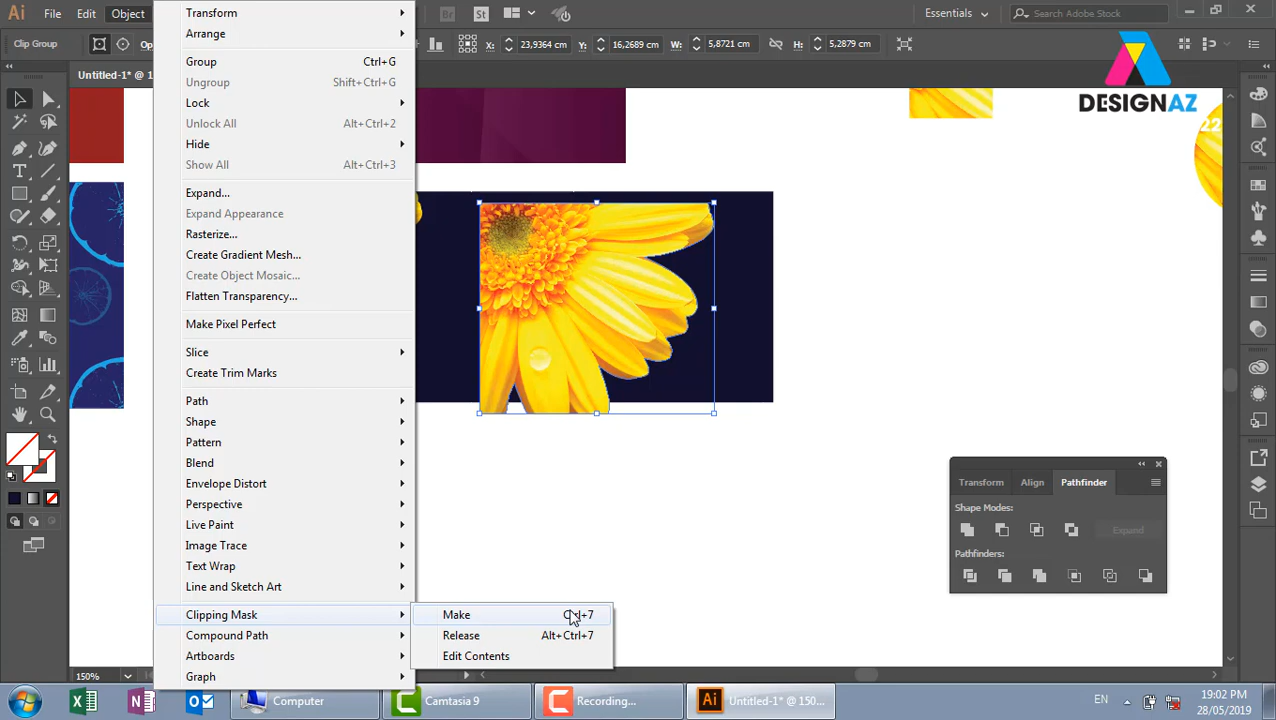 Ai File Edit Object
Br St
Essentials
Search Adobe Stock
Clip Group
Op
X: 23,9364 cm
Y: 16,2689 cm
W: 5,8721 cm
H: 5,2879 cm
Untitled-1* @ 1
DESIGNAZ
Transform
Arrange
Group Ctrl+G
Ungroup Shift+Ctrl+G
Lock
Unlock All Alt+Ctrl+2
Hide
Show All Alt+Ctrl+3
Expand...
Expand Appearance
Rasterize...
Create Gradient Mesh...
Create Object Mosaic...
Flatten Transparency...
Make Pixel Perfect
Slice
Create Trim Marks
Path
Shape
Pattern
Blend
Envelope Distort
Perspective
Live Paint
Image Trace
Text Wrap
Line and Sketch Art
Clipping Mask
Compound Path
Artboards
Graph
Make Ctrl+7
Release Alt+Ctrl+7
Edit Contents
22
Transform Align Pathfinder
Shape Modes:
Expand
Pathfinders:
150%
Computer
Camtasia 9
Recording...
Untitled-1* @ 150...
EN
19:02 PM
28/05/2019